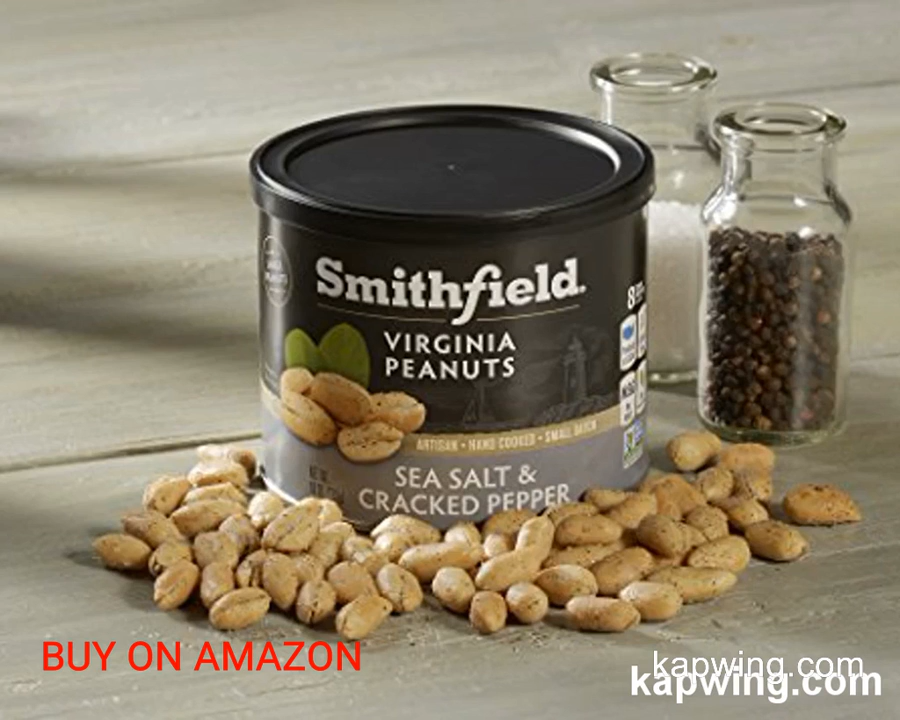 Smithfield.
VIRGINIA
PEANUTS
ARTISAN • HAND COOKED • SMALL BATCH
SEA SALT &
CRACKED PEPPER
8
BUY ON AMAZON
kapwing.com
kapwing.com